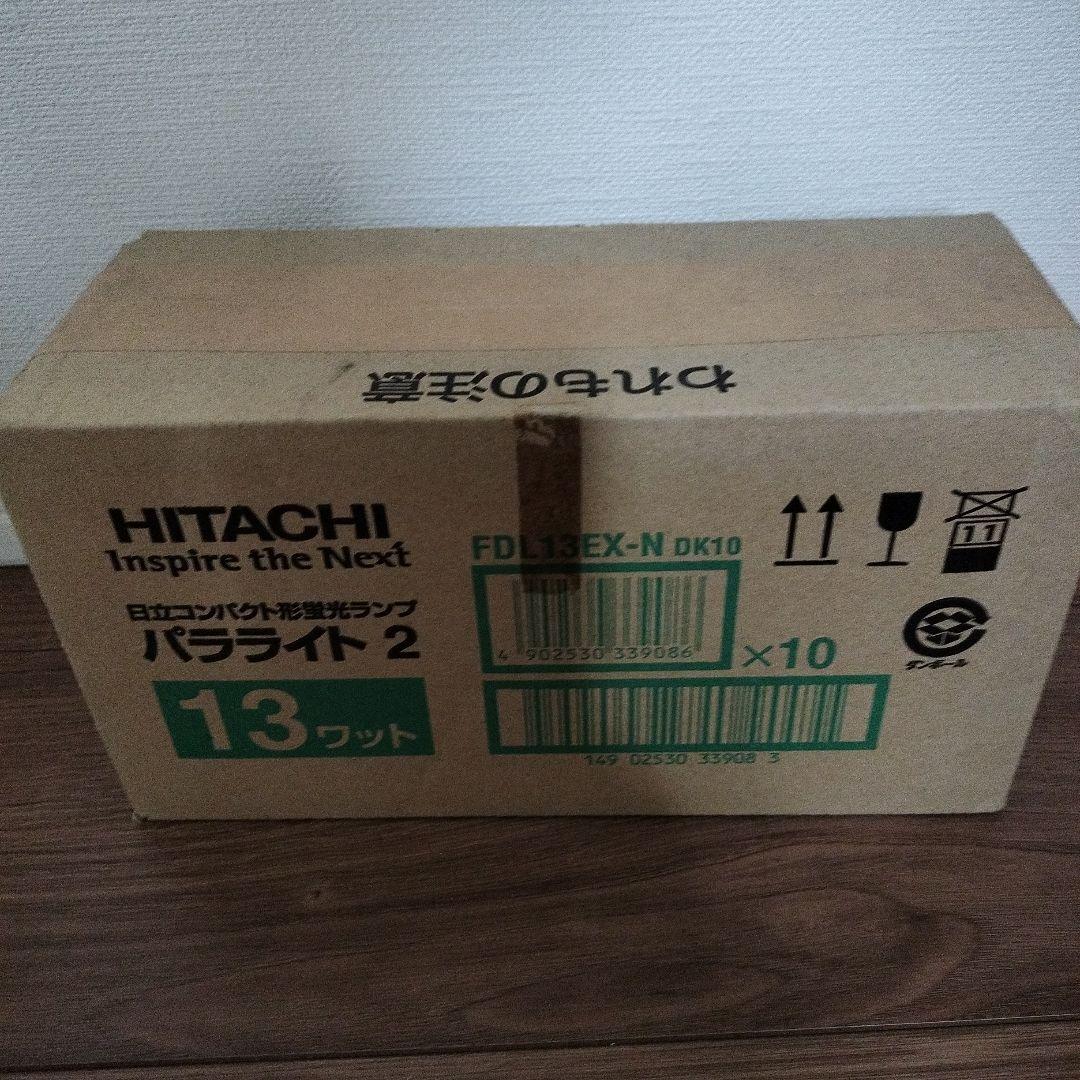 われもの注意
HITACHI
Inspire the Next
日立コンパクト形蛍光ランプ
パラライト 2
13ワット
FDL13EX-N DK10
4 902530 339086
×10
149 02530 33908 3
11
ダンボール